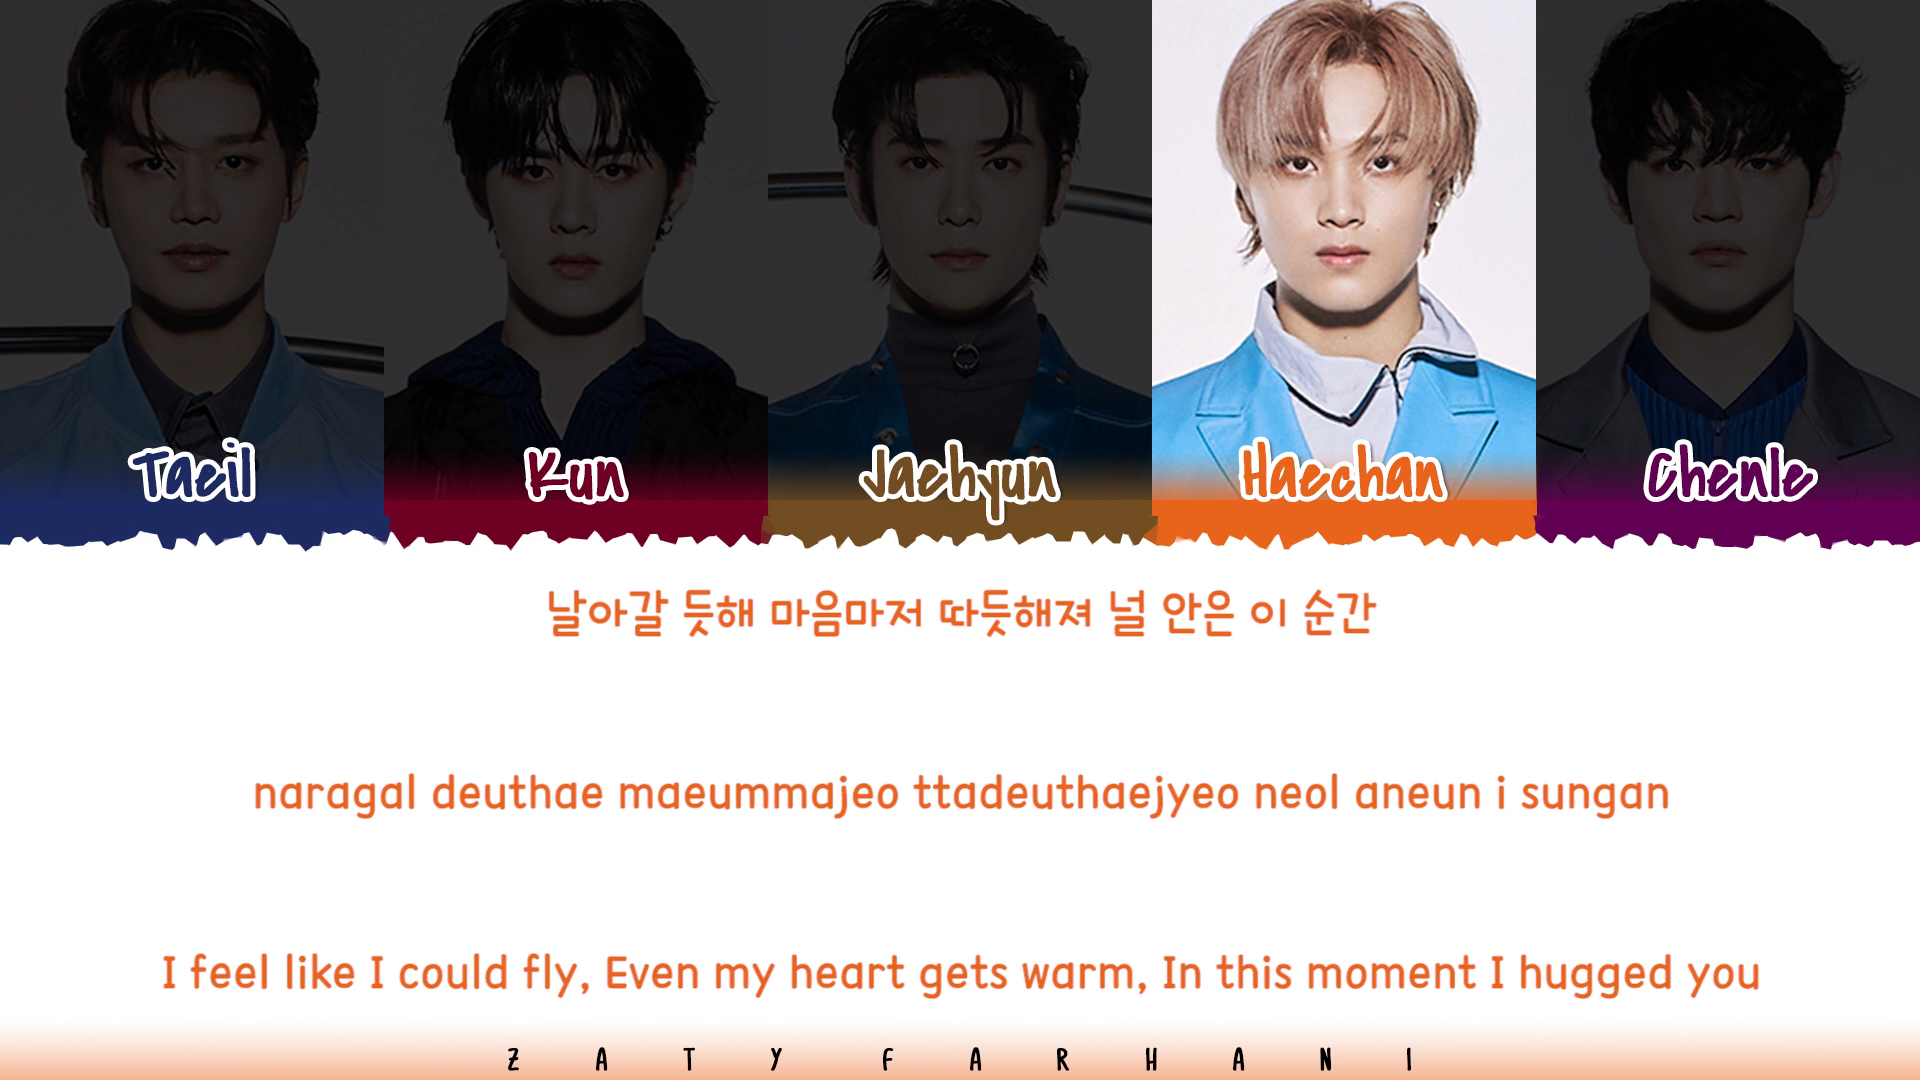 Taeil Kun Jaehyun Haechan Chenle
날아갈 듯해 마음마저 따듯해져 널 안은 이 순간
naragal deuthae maeummajeo ttadeuthaejyeo neol aneun i sungan
I feel like I could fly, Even my heart gets warm, In this moment I hugged you
ZATY FARHANI